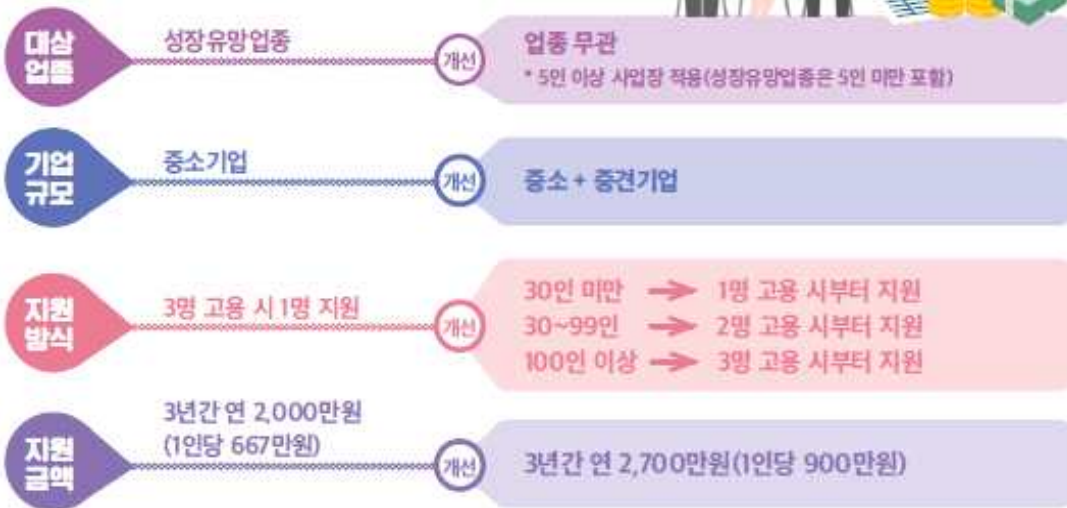 대상
업종
성장유망업종
개선
업종 무관
* 5인 이상 사업장 적용(성장유망업종은 5인 미만 포함)
기업
규모
중소기업
개선
중소 + 중견기업
지원
방식
3명 고용 시 1명 지원
개선
30인 미만 → 1명 고용 시부터 지원
30~99인 → 2명 고용 시부터 지원
100인 이상 → 3명 고용 시부터 지원
지원
금액
3년간 연 2,000만원
(1인당 667만원)
개선
3년간 연 2,700만원(1인당 900만원)